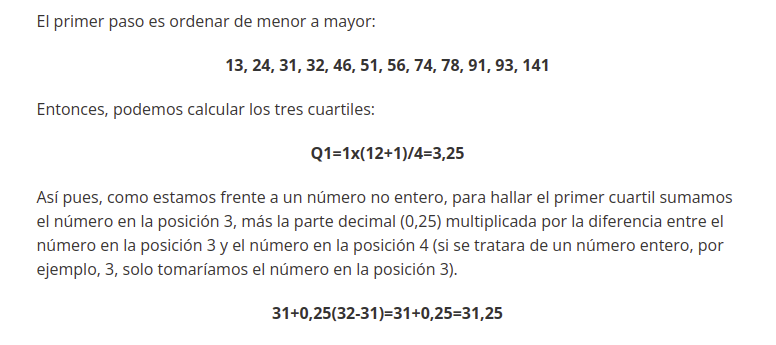 El primer paso es ordenar de menor a mayor:
13, 24, 31, 32, 46, 51, 56, 74, 78, 91, 93, 141
Entonces, podemos calcular los tres cuartiles:
Q1=1x(12+1)/4=3,25
Así pues, como estamos frente a un número no entero, para hallar el primer cuartil sumamos
el número en la posición 3, más la parte decimal (0,25) multiplicada por la diferencia entre el
número en la posición 3 y el número en la posición 4 (si se tratara de un número entero, por
ejemplo, 3, solo tomaríamos el número en la posición 3).
31+0,25(32-31)=31+0,25=31,25